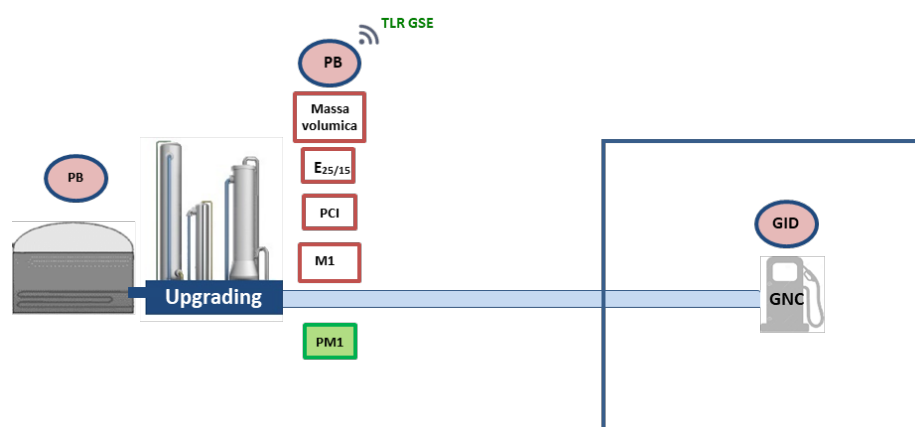 TLR GSE
PB
Massa
volumica
E25/15
PB
PCI
GID
M1
Upgrading
GNC
PM1